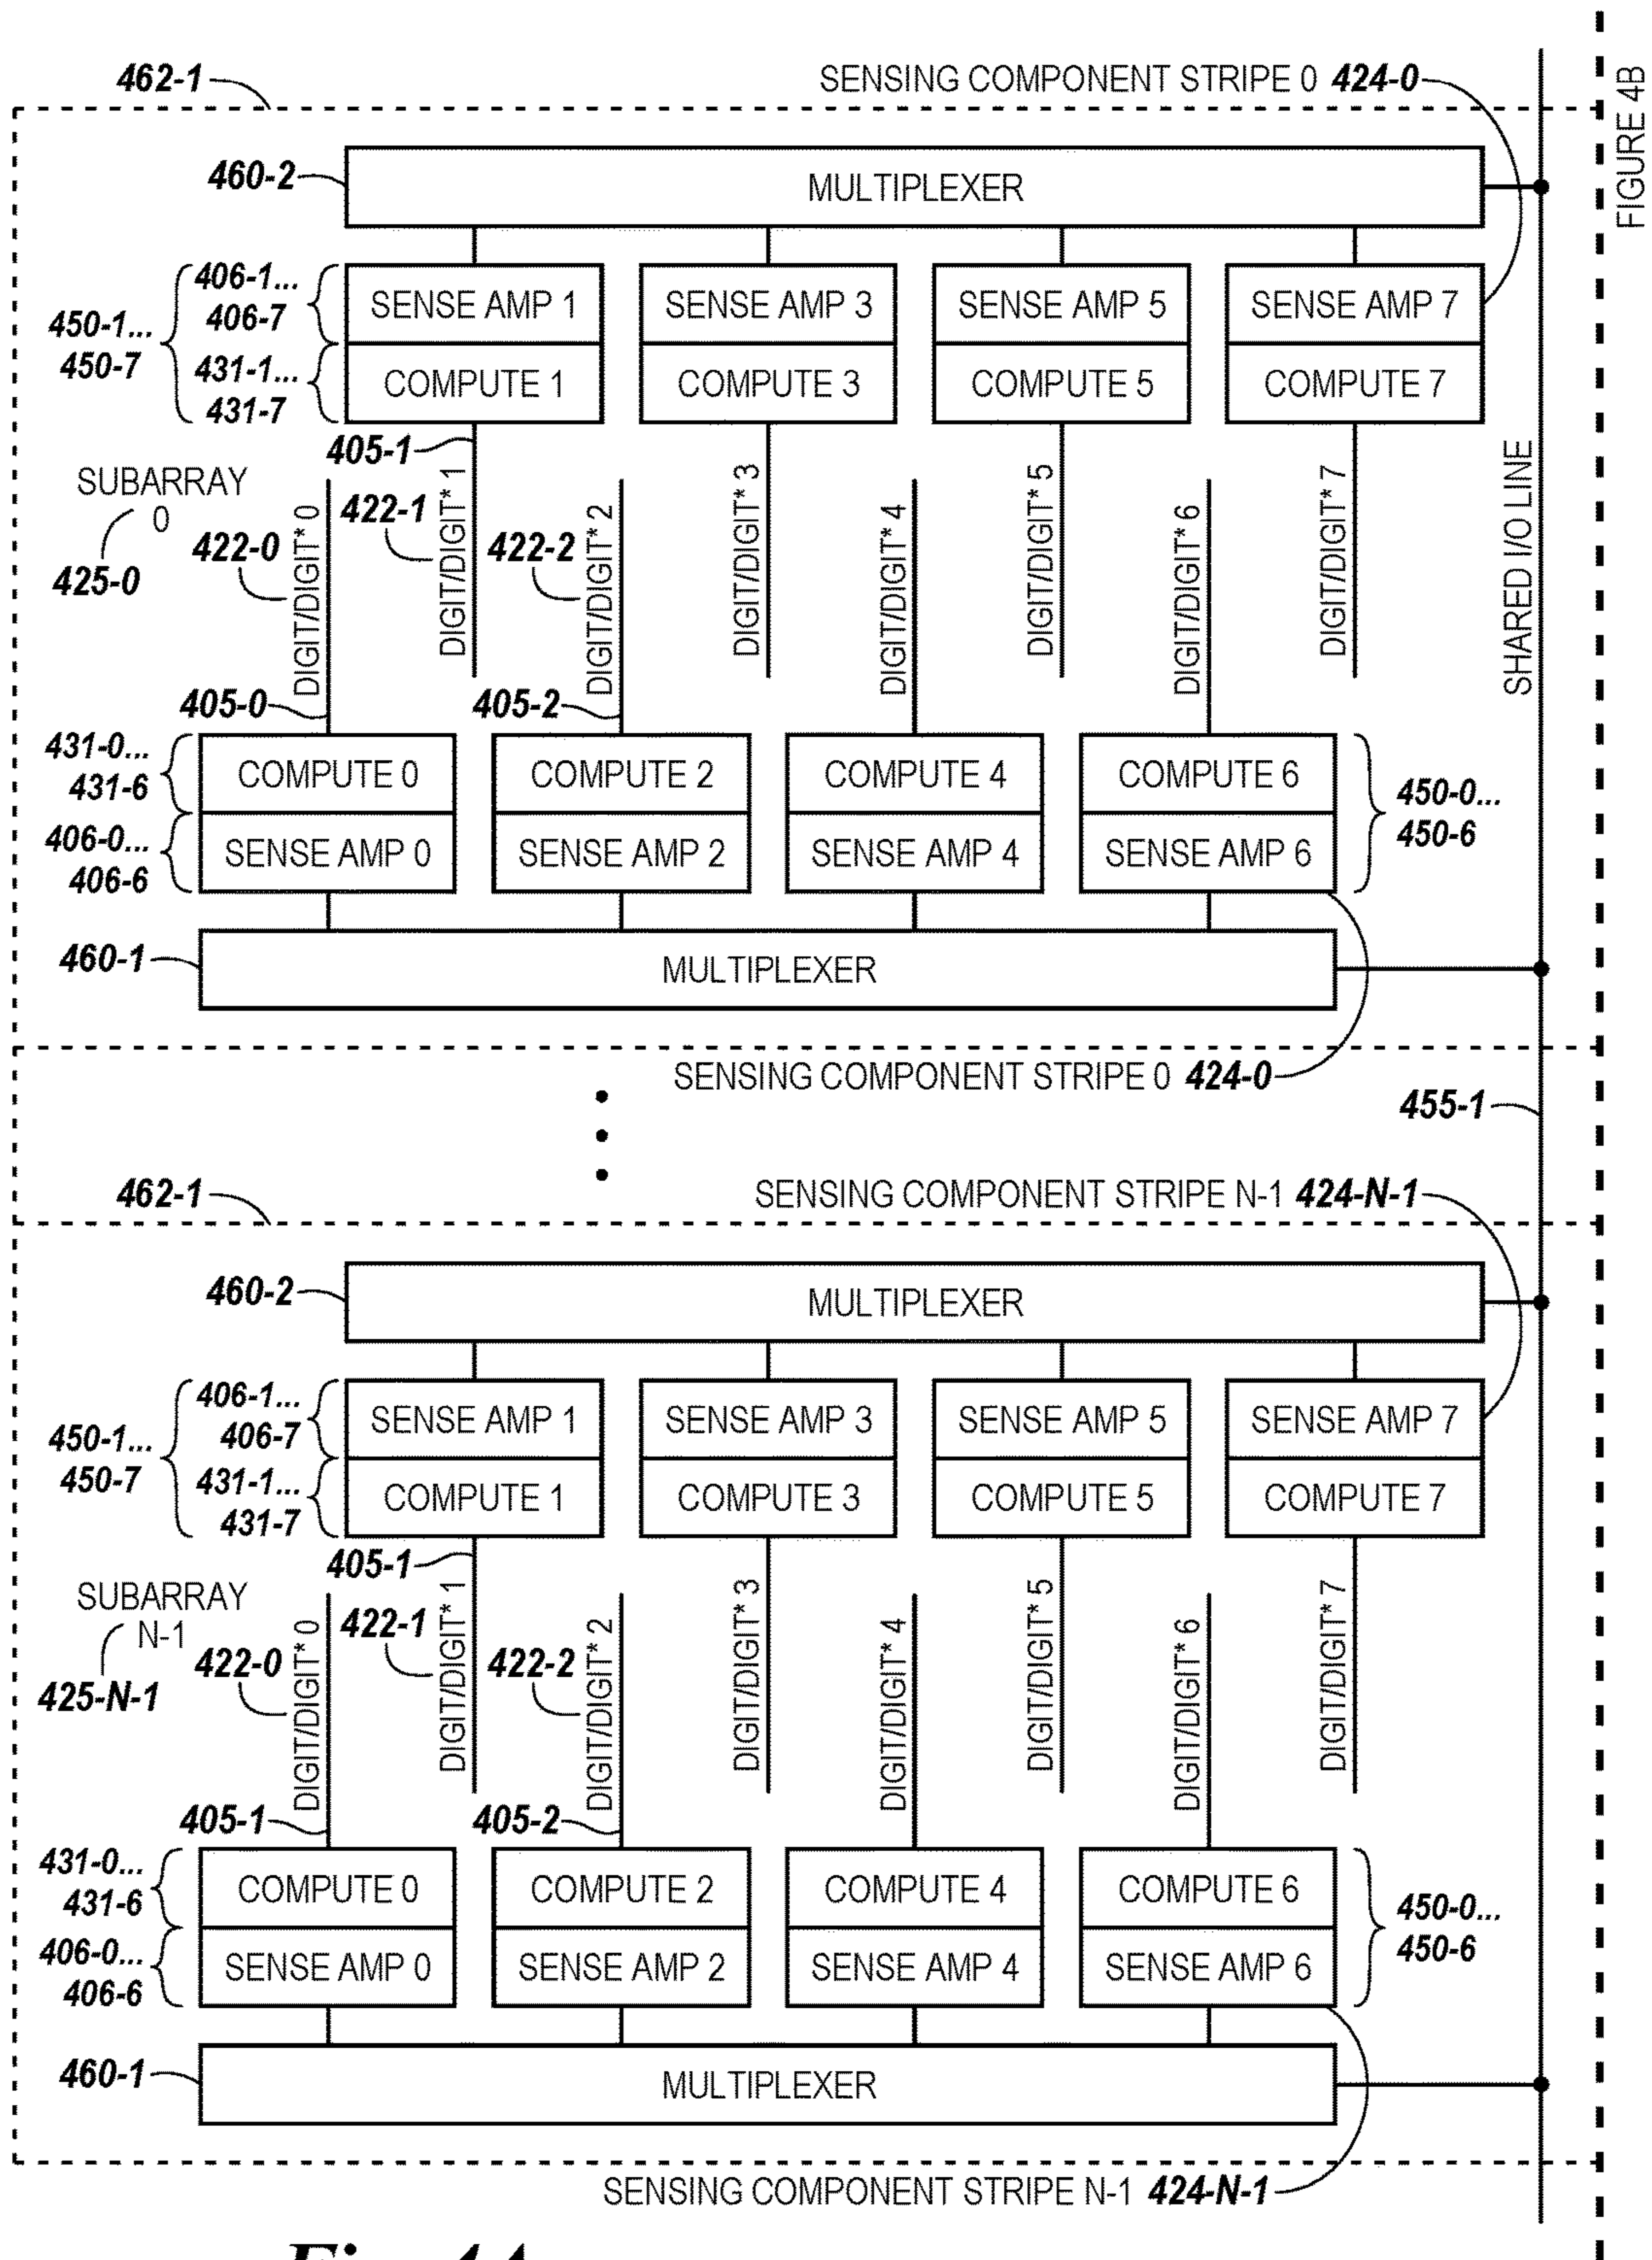 462-1
SENSING COMPONENT STRIPE 0 424-0
FIGURE 4B
460-2
MULTIPLEXER
450-1...
450-7
406-1...
406-7
431-1...
431-7
SENSE AMP 1
SENSE AMP 3
SENSE AMP 5
SENSE AMP 7
COMPUTE 1
COMPUTE 3
COMPUTE 5
COMPUTE 7
405-1
SUBARRAY
0
425-0
422-0
DIGIT/DIGIT* 0
422-1
DIGIT/DIGIT* 1
422-2
DIGIT/DIGIT* 2
DIGIT/DIGIT* 3
DIGIT/DIGIT* 4
DIGIT/DIGIT* 5
DIGIT/DIGIT* 6
DIGIT/DIGIT* 7
SHARED I/O LINE
405-0
405-2
431-0...
431-6
406-0...
406-6
COMPUTE 0
COMPUTE 2
COMPUTE 4
COMPUTE 6
SENSE AMP 0
SENSE AMP 2
SENSE AMP 4
SENSE AMP 6
450-0...
450-6
460-1
MULTIPLEXER
SENSING COMPONENT STRIPE 0 424-0
455-1
462-1
SENSING COMPONENT STRIPE N-1 424-N-1
460-2
MULTIPLEXER
450-1...
450-7
406-1...
406-7
431-1...
431-7
SENSE AMP 1
SENSE AMP 3
SENSE AMP 5
SENSE AMP 7
COMPUTE 1
COMPUTE 3
COMPUTE 5
COMPUTE 7
405-1
SUBARRAY
N-1
425-N-1
422-0
DIGIT/DIGIT* 0
422-1
DIGIT/DIGIT* 1
422-2
DIGIT/DIGIT* 2
DIGIT/DIGIT* 3
DIGIT/DIGIT* 4
DIGIT/DIGIT* 5
DIGIT/DIGIT* 6
DIGIT/DIGIT* 7
405-1
405-2
431-0...
431-6
406-0...
406-6
COMPUTE 0
COMPUTE 2
COMPUTE 4
COMPUTE 6
SENSE AMP 0
SENSE AMP 2
SENSE AMP 4
SENSE AMP 6
450-0...
450-6
460-1
MULTIPLEXER
SENSING COMPONENT STRIPE N-1 424-N-1